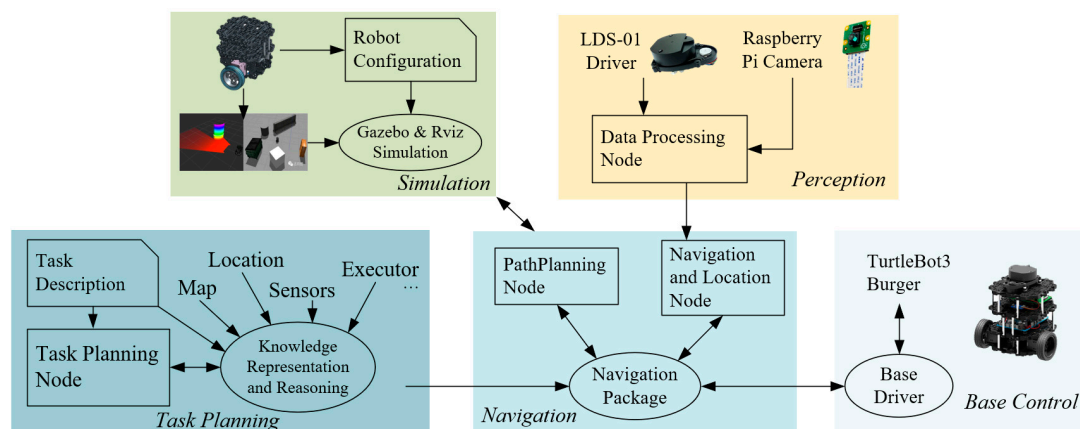 Robot
Configuration
Gazebo & Rviz
Simulation
Simulation
LDS-01
Driver
Raspberry
Pi Camera
Data Processing
Node
Perception
Task
Description
Map
Location
Sensors
Executor
...
Task Planning
Node
Knowledge
Representation
and Reasoning
Task Planning
PathPlanning
Node
Navigation
and Location
Node
Navigation
Package
Navigation
TurtleBot3
Burger
Base
Driver
Base Control